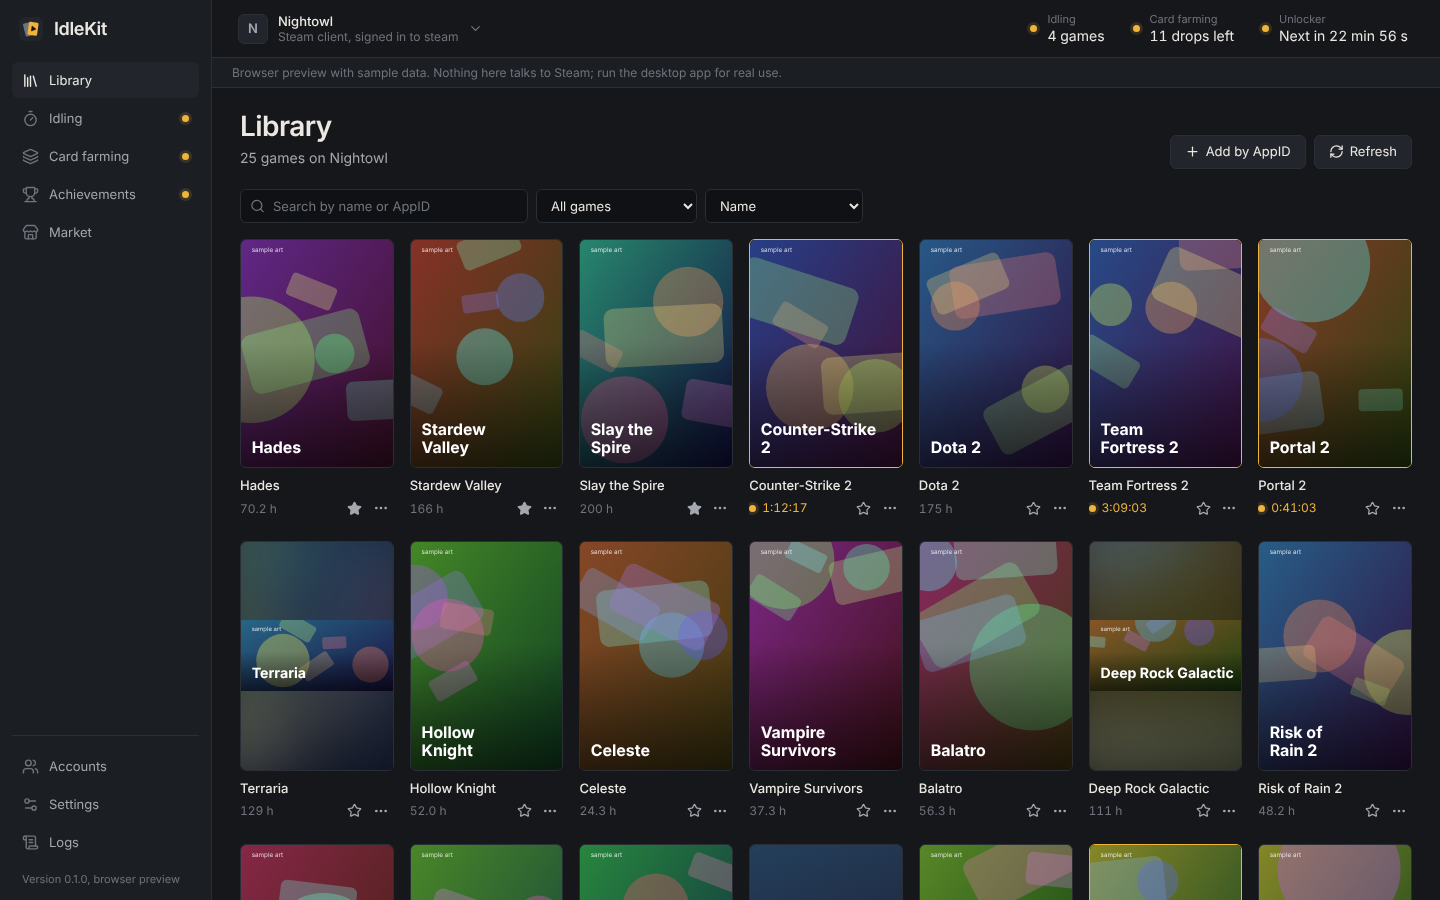 IdleKit
Library
Idling
Card farming
Achievements
Market
Accounts
Settings
Logs
Version 0.1.0, browser preview
N
Nightowl
Steam client, signed in to steam
Idling
4 games
Card farming
11 drops left
Unlocker
Next in 22 min 56 s
Browser preview with sample data. Nothing here talks to Steam; run the desktop app for real use.
Library
25 games on Nightowl
Add by AppID
Refresh
Search by name or AppID
All games
Name
sample art
Hades
Hades
70.2 h
sample art
Stardew
Valley
Stardew Valley
166 h
sample art
Slay the
Spire
Slay the Spire
200 h
sample art
Counter-Strike
2
Counter-Strike 2
1:12:17
sample art
Dota 2
Dota 2
175 h
sample art
Team
Fortress 2
Team Fortress 2
3:09:03
sample art
Portal 2
Portal 2
0:41:03
sample art
Terraria
Terraria
129 h
sample art
Hollow
Knight
Hollow Knight
52.0 h
sample art
Celeste
Celeste
24.3 h
sample art
Vampire
Survivors
Vampire Survivors
37.3 h
sample art
Balatro
Balatro
56.3 h
sample art
Deep Rock Galactic
Deep Rock Galactic
111 h
sample art
Risk of
Rain 2
Risk of Rain 2
48.2 h
sample art
sample art
sample art
sample art
sample art
sample art